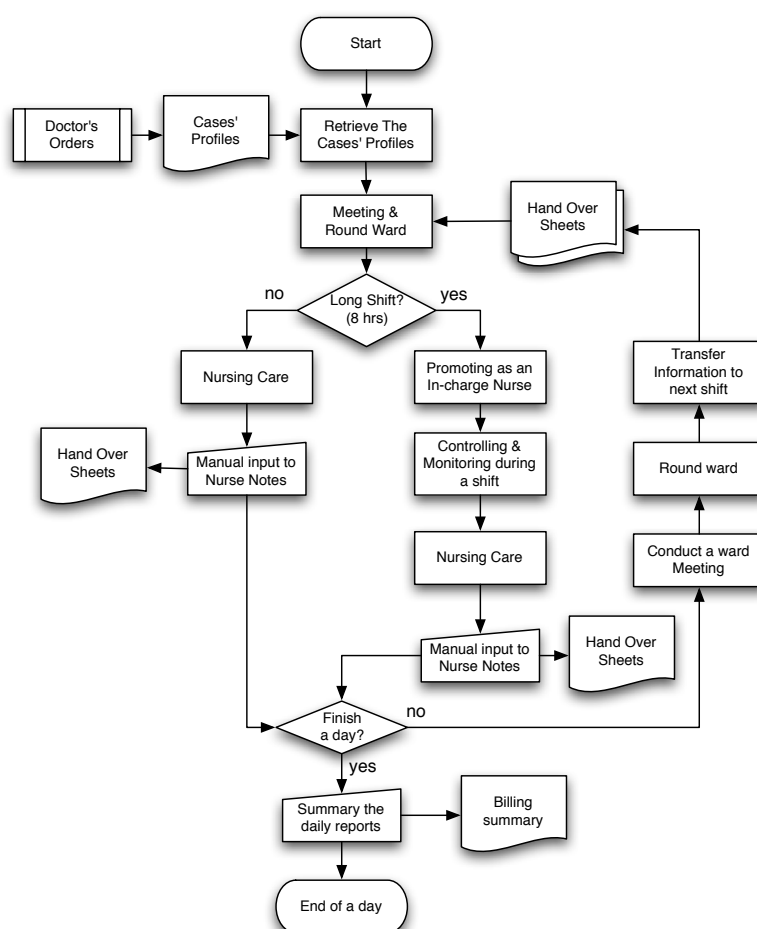 Start
Doctor's
Orders
Cases'
Profiles
Retrieve The
Cases' Profiles
Meeting &
Round Ward
Hand Over
Sheets
no
Long Shift?
(8 hrs)
yes
Nursing Care
Promoting as an
In-charge Nurse
Transfer
Information to
next shift
Hand Over
Sheets
Manual input to
Nurse Notes
Controlling &
Monitoring during
a shift
Round ward
Nursing Care
Conduct a ward
Meeting
Manual input to
Nurse Notes
Hand Over
Sheets
Finish
a day?
no
yes
Summary the
daily reports
Billing
summary
End of a day